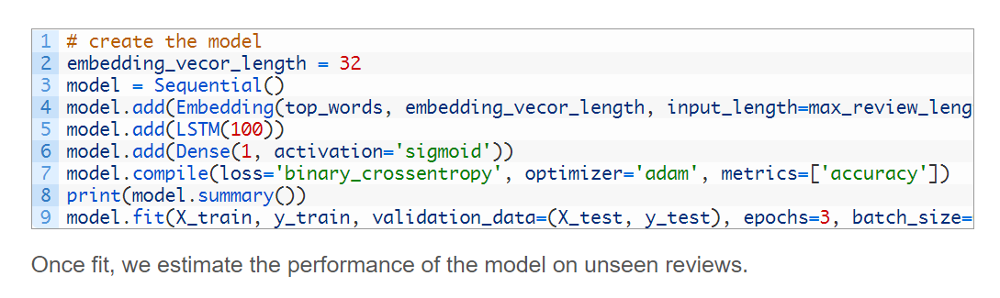 1 # create the model
2 embedding_vecor_length = 32
3 model = Sequential()
4 model.add(Embedding(top_words, embedding_vecor_length, input_length=max_review_leng
5 model.add(LSTM(100))
6 model.add(Dense(1, activation='sigmoid'))
7 model.compile(loss='binary_crossentropy', optimizer='adam', metrics=['accuracy'])
8 print(model.summary())
9 model.fit(X_train, y_train, validation_data=(X_test, y_test), epochs=3, batch_size=
Once fit, we estimate the performance of the model on unseen reviews.